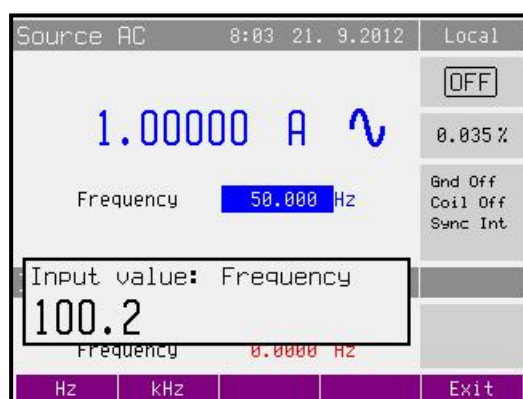 Source AC 8:03 21. 9.2012 Local
OFF
1.00000 A
0.035%
Frequency 50.000 Hz
Gnd Off
Coil Off
Sync Int
Input value: Frequency
100.2
Frequency 0.0000 Hz
Hz kHz Exit